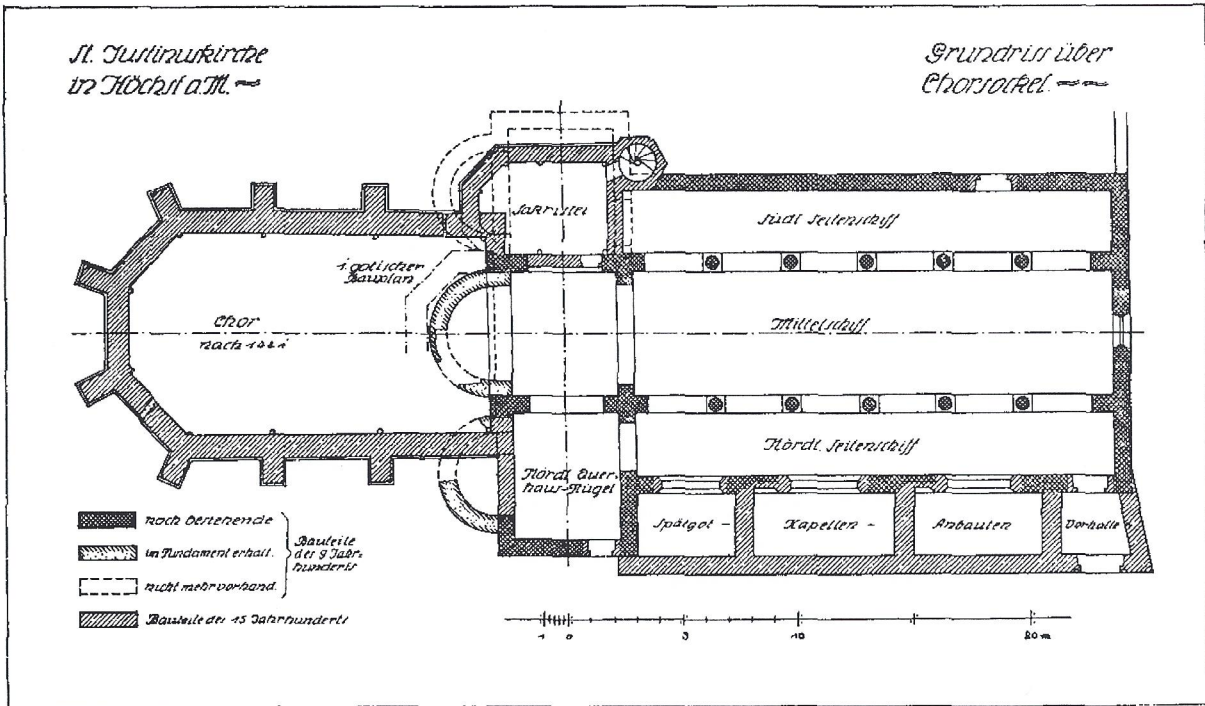 St. Justinuskirche
in Höchst a.M.
Grundriss über
Chorsockel.
Sakristei
Südl. Seitenschiff
1. gotischer
Bauplan
Chor
nach 1441
Mittelschiff
Nördl. Seitenschiff
Nördl. Quer-
haus-Flügel
Spätgot -
Kapellen -
Anbauten
Vorhalle
noch bestehende
im Fundament erhalt.
nicht mehr vorhand.
Bauteile
des 9 Jahr-
hunderts
Bauteile des 15 Jahrhunderts
1 0 5 10 20 m